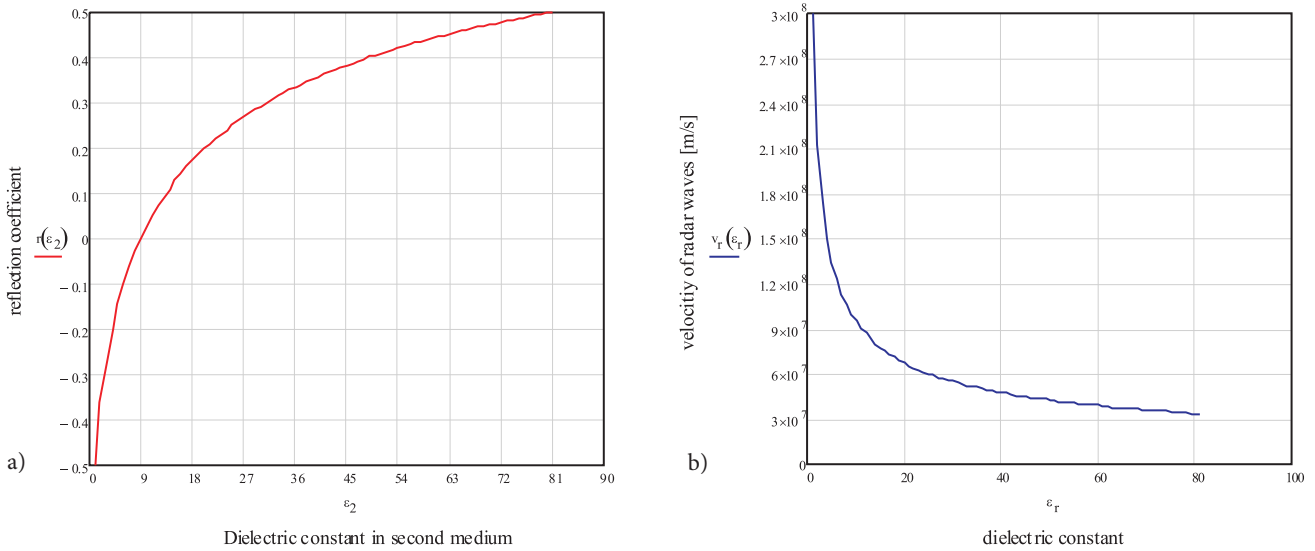 0.5
0.4
0.3
0.2
0.1
0
−0.1
−0.2
−0.3
−0.4
−0.5
reflection coefficient
r(ε2)
0 9 18 27 36 45 54 63 72 81 90
ε2
Dielectric constant in second medium
a)
3×10^8
2.7×10^8
2.4×10^8
2.1×10^8
1.8×10^8
1.5×10^8
1.2×10^8
9×10^7
6×10^7
3×10^7
0
velocitiy of radar waves [m/s]
vr(εr)
0 20 40 60 80 100
εr
dielectric constant
b)